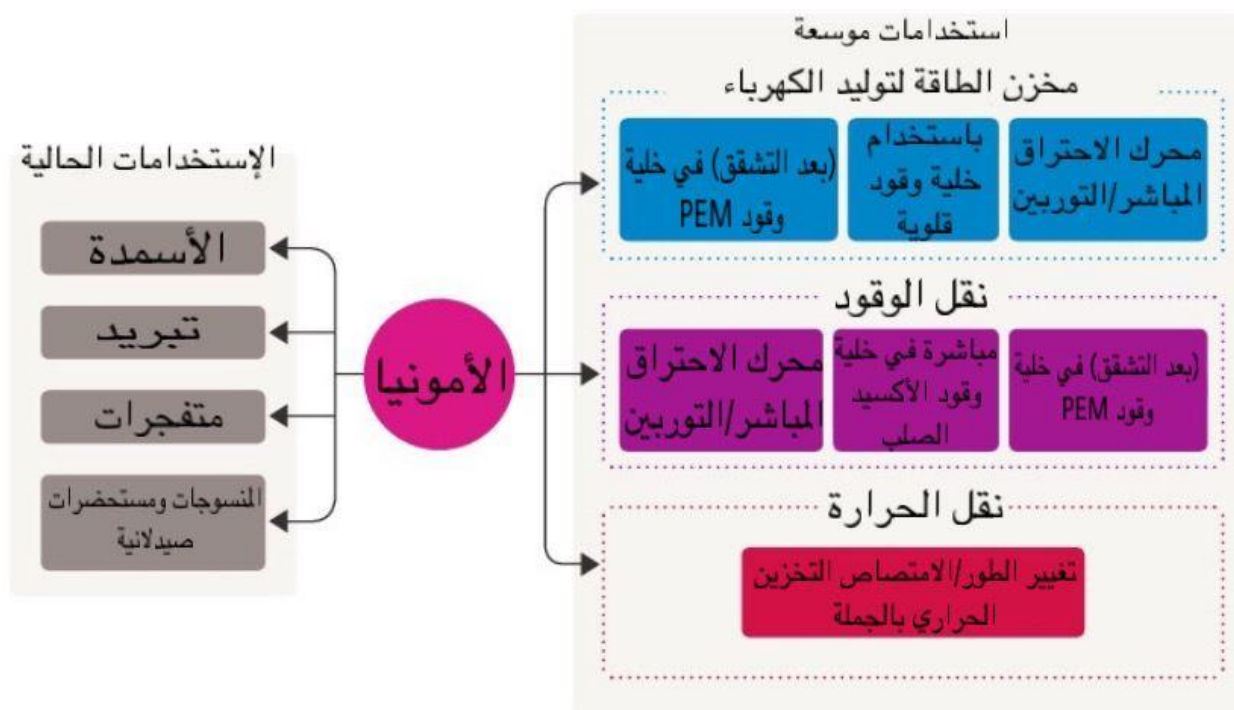 استخدامات موسعة
مخزن الطاقة لتوليد الكهرباء
محرك الاحتراق
المباشر/التوربين
باستخدام
خلية وقود
قلوية
(بعد التشقق) في خلية
وقود PEM
نقل الوقود
(بعد التشقق) في خلية
وقود PEM
مباشرة في خلية
وقود الأكسيد
الصلب
محرك الاحتراق
المباشر/التوربين
نقل الحرارة
تغيير الطور/الامتصاص التخزين
الحراري بالجملة
الأمونيا
الإستخدامات الحالية
الأسمدة
تبريد
متفجرات
المنسوجات ومستحضرات
صيدلانية